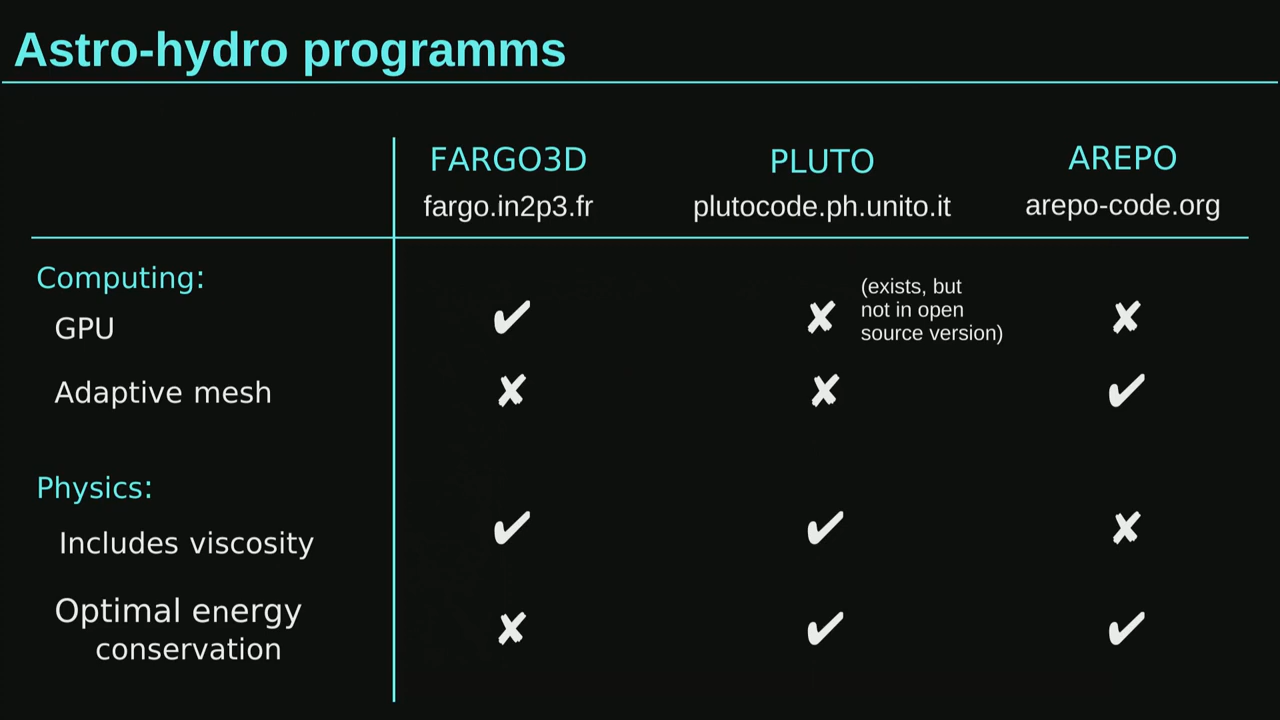 Astro-hydro programms
FARGO3D PLUTO AREPO
fargo.in2p3.fr plutocode.ph.unito.it arepo-code.org
Computing:
GPU ✔ ✘ (exists, but
not in open
source version) ✘
Adaptive mesh ✘ ✘ ✔
Physics:
Includes viscosity ✔ ✔ ✘
Optimal energy
conservation ✘ ✔ ✔